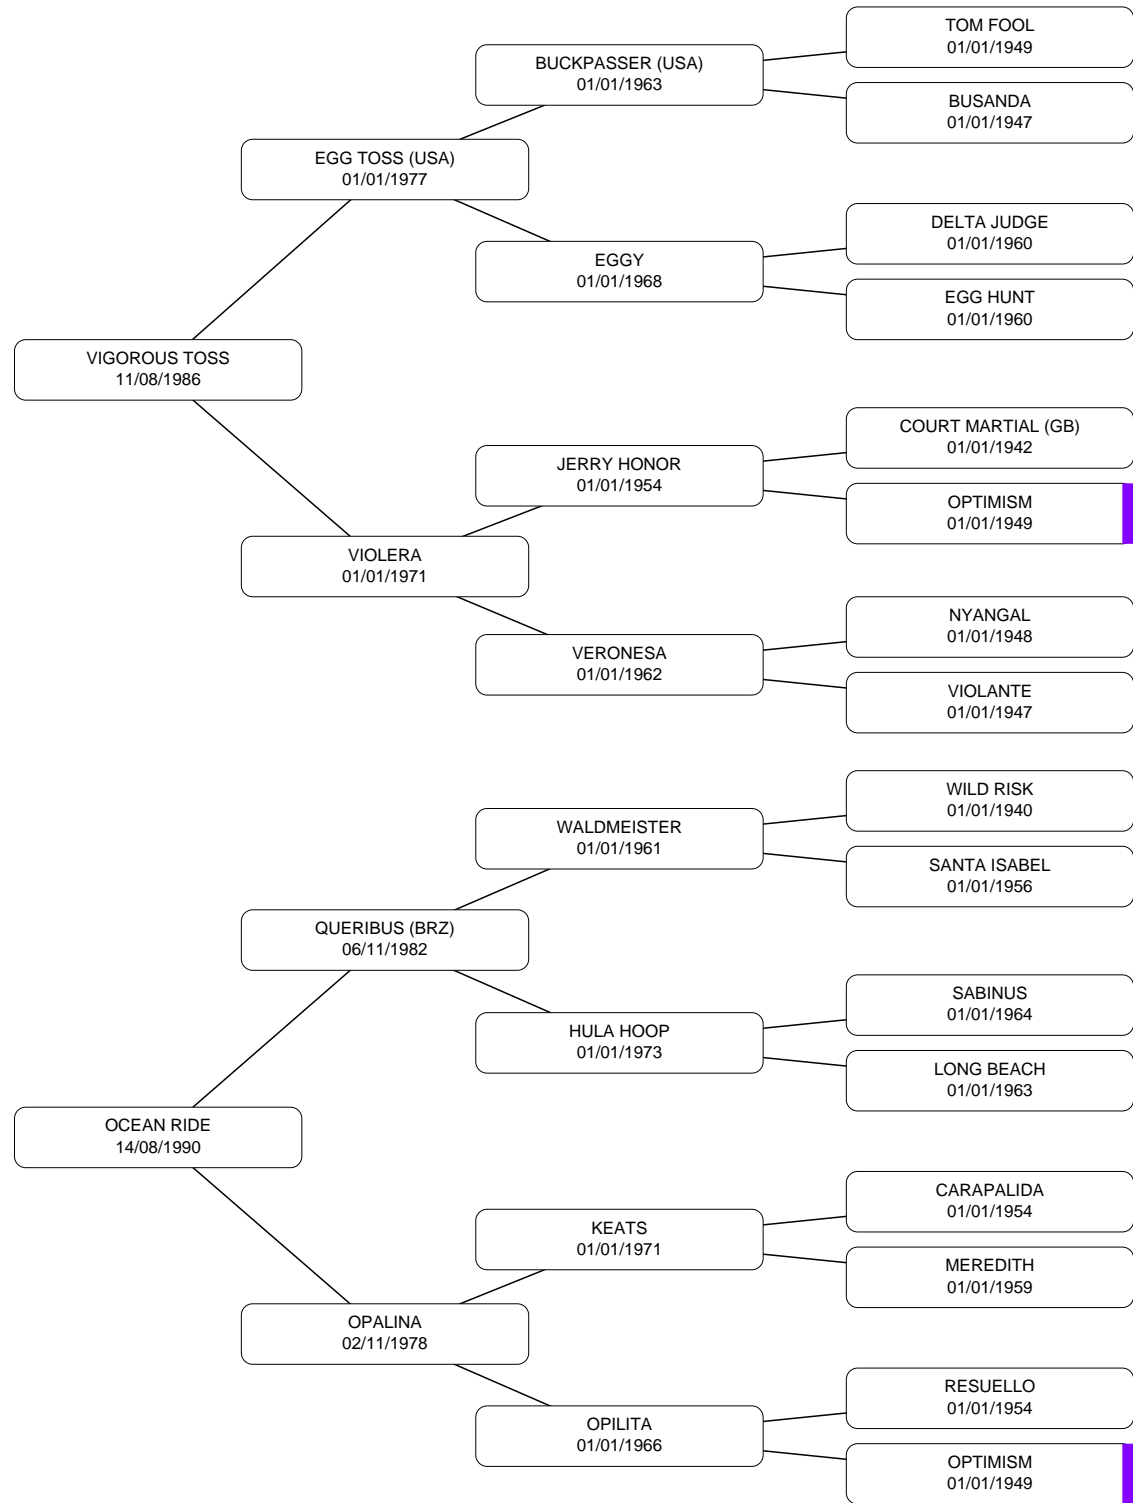 TOM FOOL
01/01/1949
BUCKPASSER (USA)
01/01/1963
BUSANDA
01/01/1947
EGG TOSS (USA)
01/01/1977
DELTA JUDGE
01/01/1960
EGGY
01/01/1968
EGG HUNT
01/01/1960
VIGOROUS TOSS
11/08/1986
COURT MARTIAL (GB)
01/01/1942
JERRY HONOR
01/01/1954
OPTIMISM
01/01/1949
VIOLERA
01/01/1971
NYANGAL
01/01/1948
VERONESA
01/01/1962
VIOLANTE
01/01/1947
WILD RISK
01/01/1940
WALDMEISTER
01/01/1961
SANTA ISABEL
01/01/1956
QUERIBUS (BRZ)
06/11/1982
SABINUS
01/01/1964
HULA HOOP
01/01/1973
LONG BEACH
01/01/1963
OCEAN RIDE
14/08/1990
CARAPALIDA
01/01/1954
KEATS
01/01/1971
MEREDITH
01/01/1959
OPALINA
02/11/1978
RESUELLO
01/01/1954
OPILITA
01/01/1966
OPTIMISM
01/01/1949